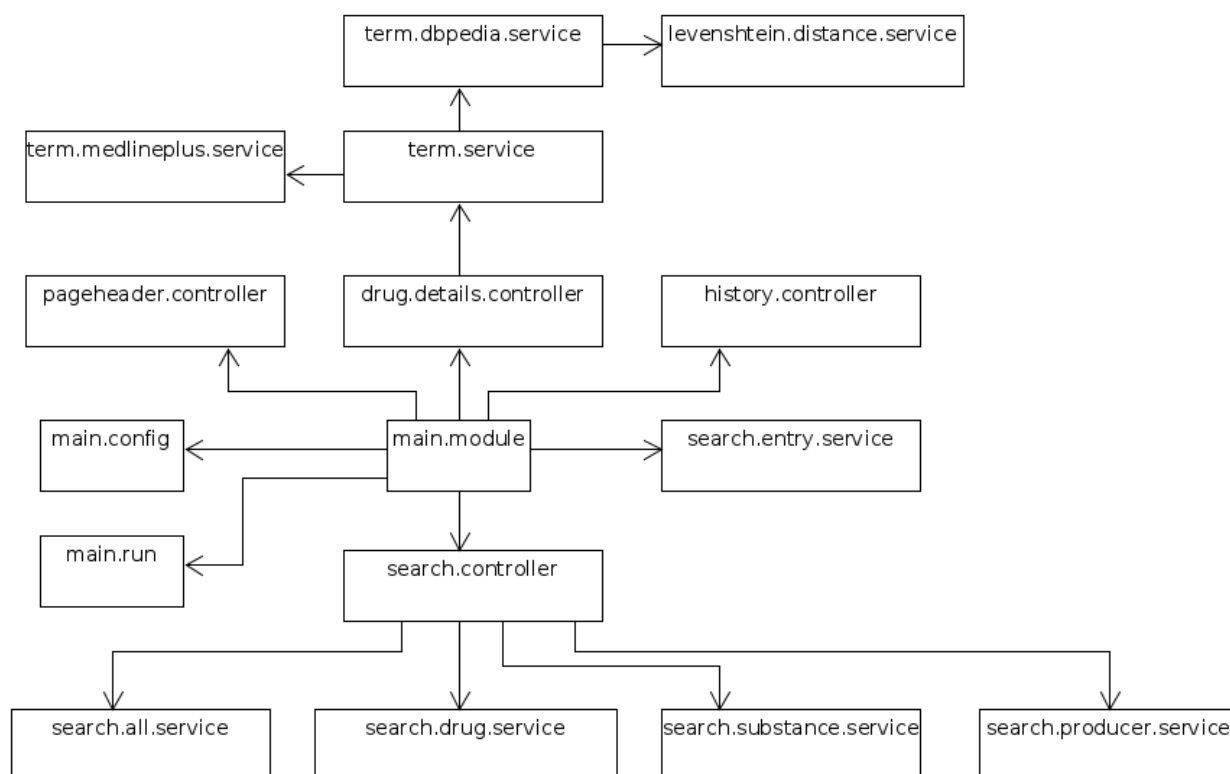 term.dbpedia.service
levenshtein.distance.service
term.medlineplus.service
term.service
pageheader.controller
drug.details.controller
history.controller
main.config
main.module
search.entry.service
main.run
search.controller
search.all.service
search.drug.service
search.substance.service
search.producer.service